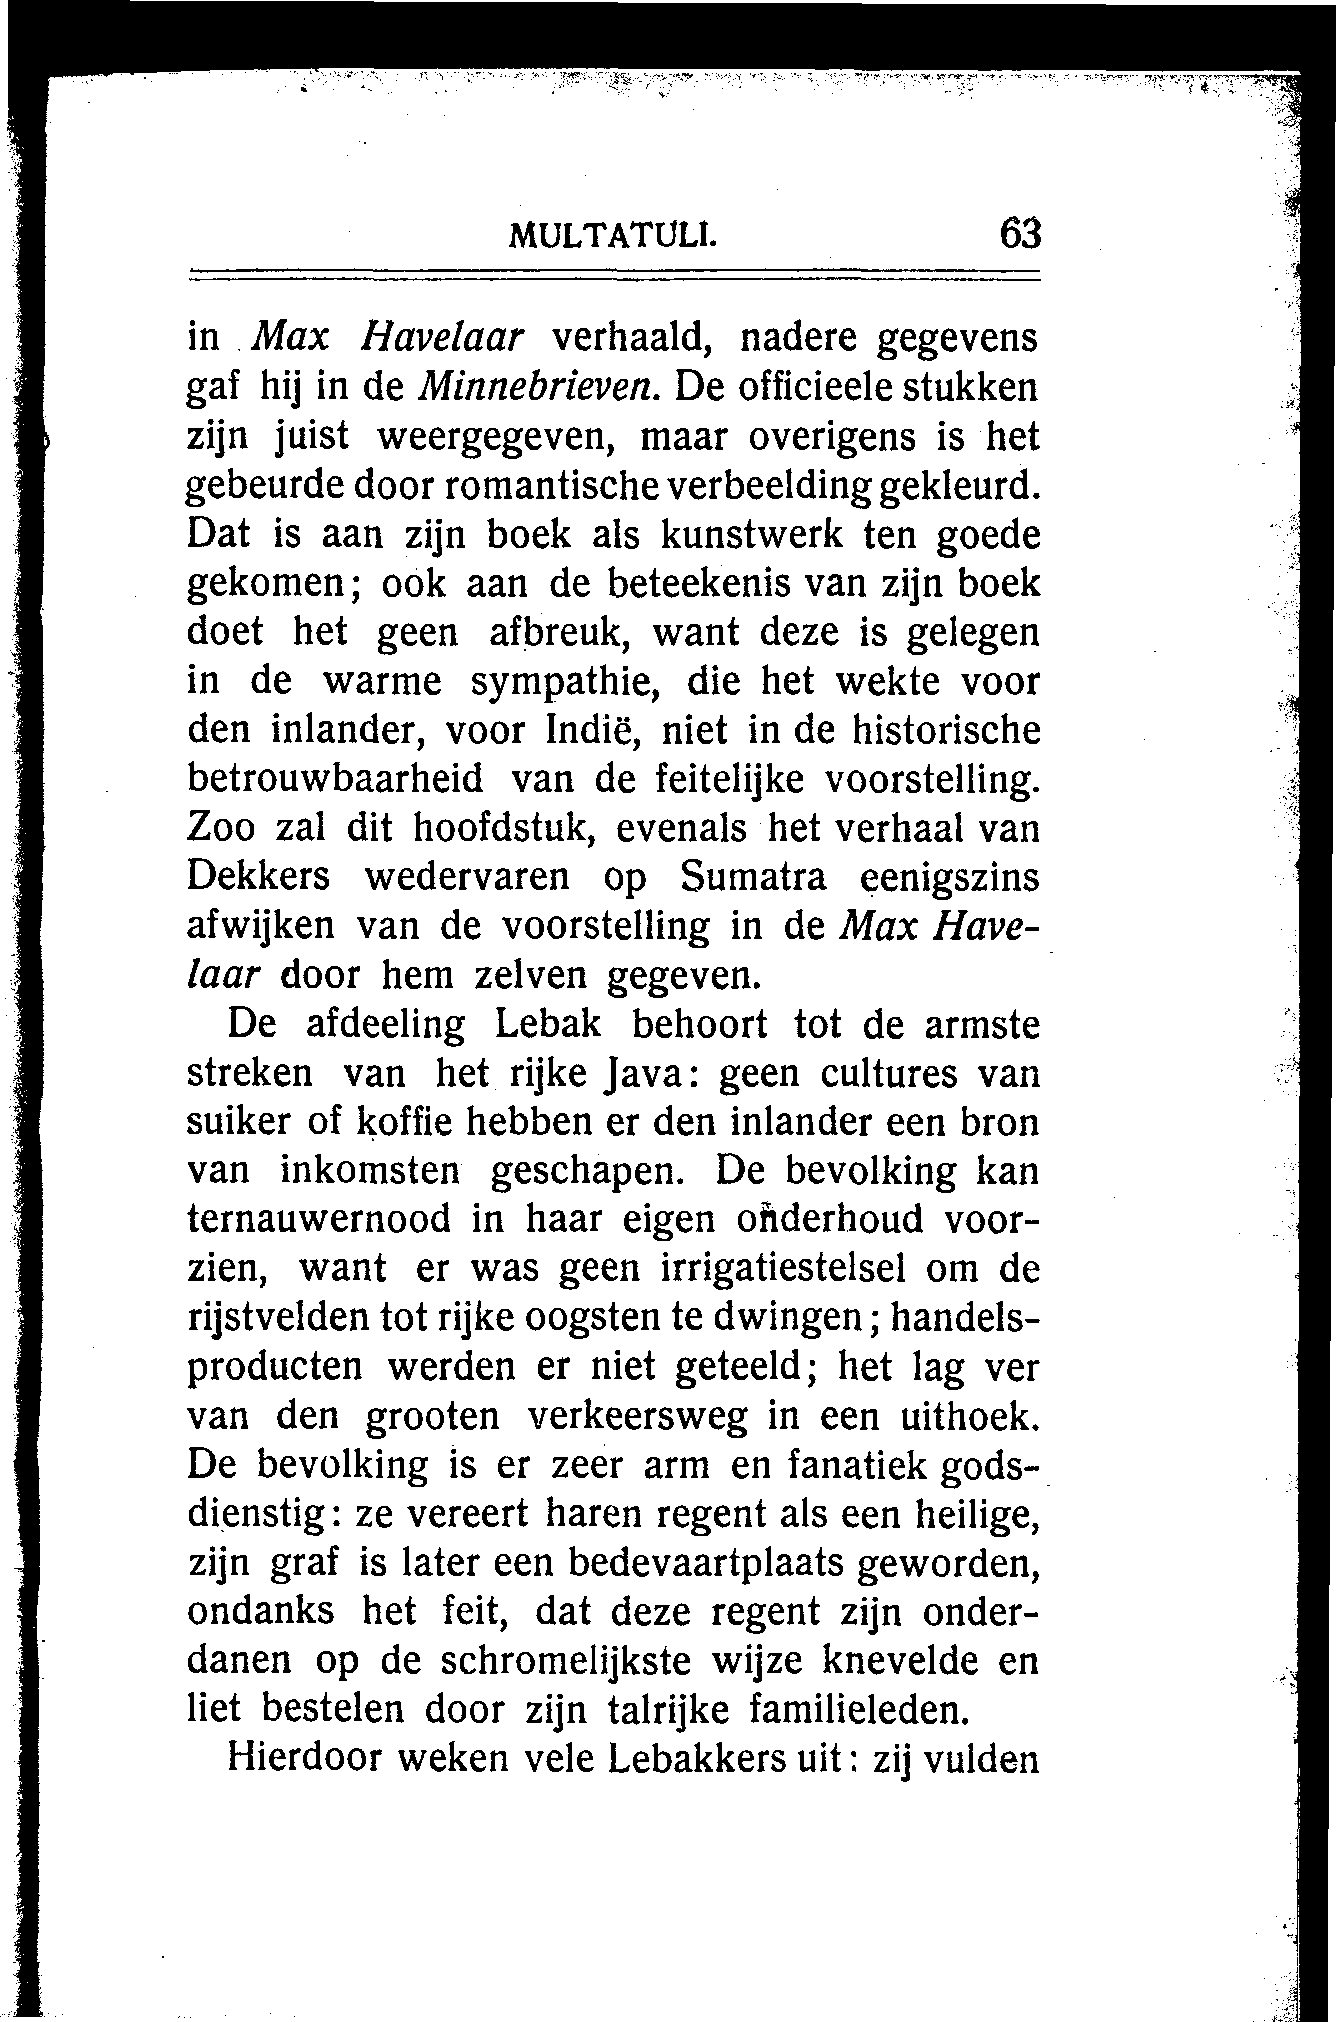 MULTATULI. 63
in Max Havelaar verhaald, nadere gegevens
gaf hij in de Minnebrieven. De officieele stukken
zijn juist weergegeven, maar overigens is het
gebeurde door romantische verbeelding gekleurd.
Dat is aan zijn boek als kunstwerk ten goede
gekomen; ook aan de beteekenis van zijn boek
doet het geen afbreuk, want deze is gelegen
in de warme sympathie, die het wekte voor
den inlander, voor Indië, niet in de historische
betrouwbaarheid van de feitelijke voorstelling.
Zoo zal dit hoofdstuk, evenals het verhaal van
Dekkers wedervaren op Sumatra eenigszins
afwijken van de voorstelling in de Max Have-
laar door hem zelven gegeven.
De afdeeling Lebak behoort tot de armste
streken van het rijke Java: geen cultures van
suiker of koffie hebben er den inlander een bron
van inkomsten geschapen. De bevolking kan
ternauwernood in haar eigen onderhoud voor-
zien, want er was geen irrigatiestelsel om de
rijstvelden tot rijke oogsten te dwingen; handels-
producten werden er niet geteeld; het lag ver
van den grooten verkeersweg in een uithoek.
De bevolking is er zeer arm en fanatiek gods-
dienstig: ze vereert haren regent als een heilige,
zijn graf is later een bedevaartplaats geworden,
ondanks het feit, dat deze regent zijn onder-
danen op de schromelijkste wijze knevelde en
liet bestelen door zijn talrijke familieleden.
Hierdoor weken vele Lebakkers uit: zij vulden